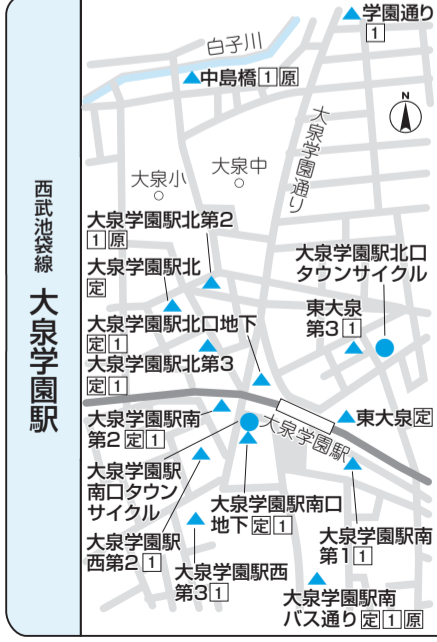 西武池袋線 大泉学園駅
学園通り
1
白子川
中島橋1原
N
大泉学園通り
大泉中
大泉小
大泉学園駅北第2
1原
大泉学園駅北口
タウンサイクル
大泉学園駅北
定
東大泉
第31
大泉学園駅北口地下
定1
大泉学園駅北第3
定1
大泉学園駅南
第2定1
大泉学園駅
東大泉定
大泉学園駅
南口タウン
サイクル
大泉学園駅南口
地下定1
大泉学園駅南
第11
大泉学園駅
西第21
大泉学園駅西
第31
大泉学園駅南
バス通り定1原